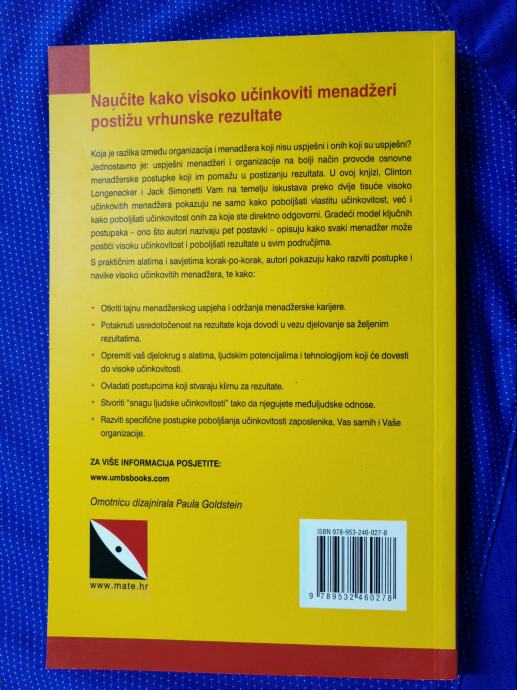 Naučite kako visoko učinkoviti menadžeri
postižu vrhunske rezultate
Koja je razlika između organizacija i menadžera koji nisu uspješni i onih koji su uspješni?
Jednostavno je: uspješni menadžeri i organizacije na bolji način provode osnovne
menadžerske postupke koji im pomažu u postizanju rezultata. U ovoj knjizi, Clinton
Longenecker i Jack Simonetti Vam na temelju iskustava preko dvije tisuće visoko
učinkovitih menadžera pokazuju ne samo kako poboljšati vlastitu učinkovitost, već i
kako poboljšati učinkovitost onih za koje ste direktno odgovorni. Gradeći model ključnih
postupaka – ono što autori nazivaju pet postavki – opisuju kako svaki menadžer može
postići visoku učinkovitost i poboljšati rezultate u svim područjima.
S praktičnim alatima i savjetima korak-po-korak, autori pokazuju kako razviti postupke i
navike visoko učinkovitih menadžera, te kako:
• Otkriti tajnu menadžerskog uspjeha i održanja menadžerske karijere.
• Potaknuti usredotočenost na rezultate koja dovodi u vezu djelovanje sa željenim
rezultatima.
• Opremiti vaš djelokrug s alatima, ljudskim potencijalima i tehnologijom koji će dovesti
do visoke učinkovitosti.
• Ovladati postupcima koji stvaraju klimu za rezultate.
• Stvoriti "snagu ljudske učinkovitosti" tako da njegujete međuljudske odnose.
• Razviti specifične postupke poboljšanja učinkovitosti zaposlenika, Vas samih i Vaše
organizacije.
ZA VIŠE INFORMACIJA POSJETITE:
www.umbsbooks.com
Omotnicu dizajnirala Paula Goldstein
www.mate.hr
ISBN 978-953-246-027-8
9 789532 460278